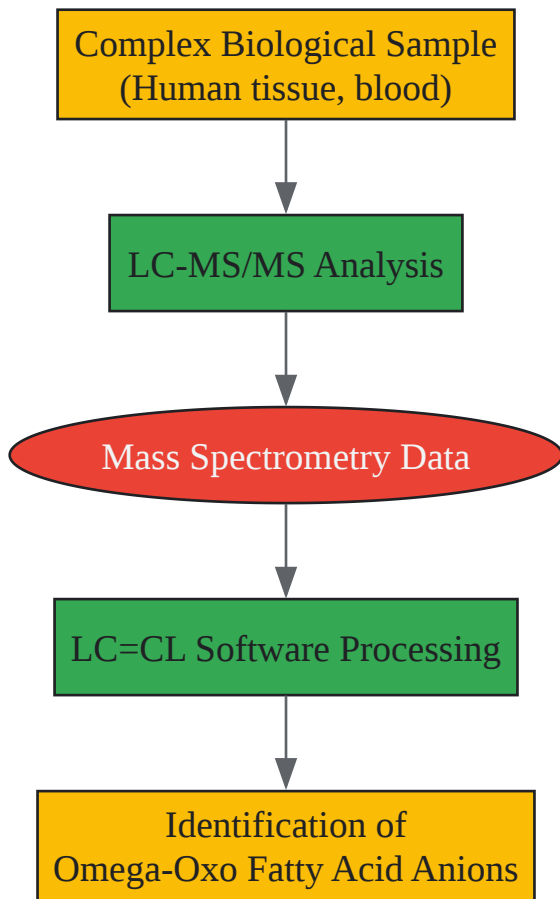 Complex Biological Sample
(Human tissue, blood)
LC-MS/MS Analysis
Mass Spectrometry Data
LC=CL Software Processing
Identification of
Omega-Oxo Fatty Acid Anions